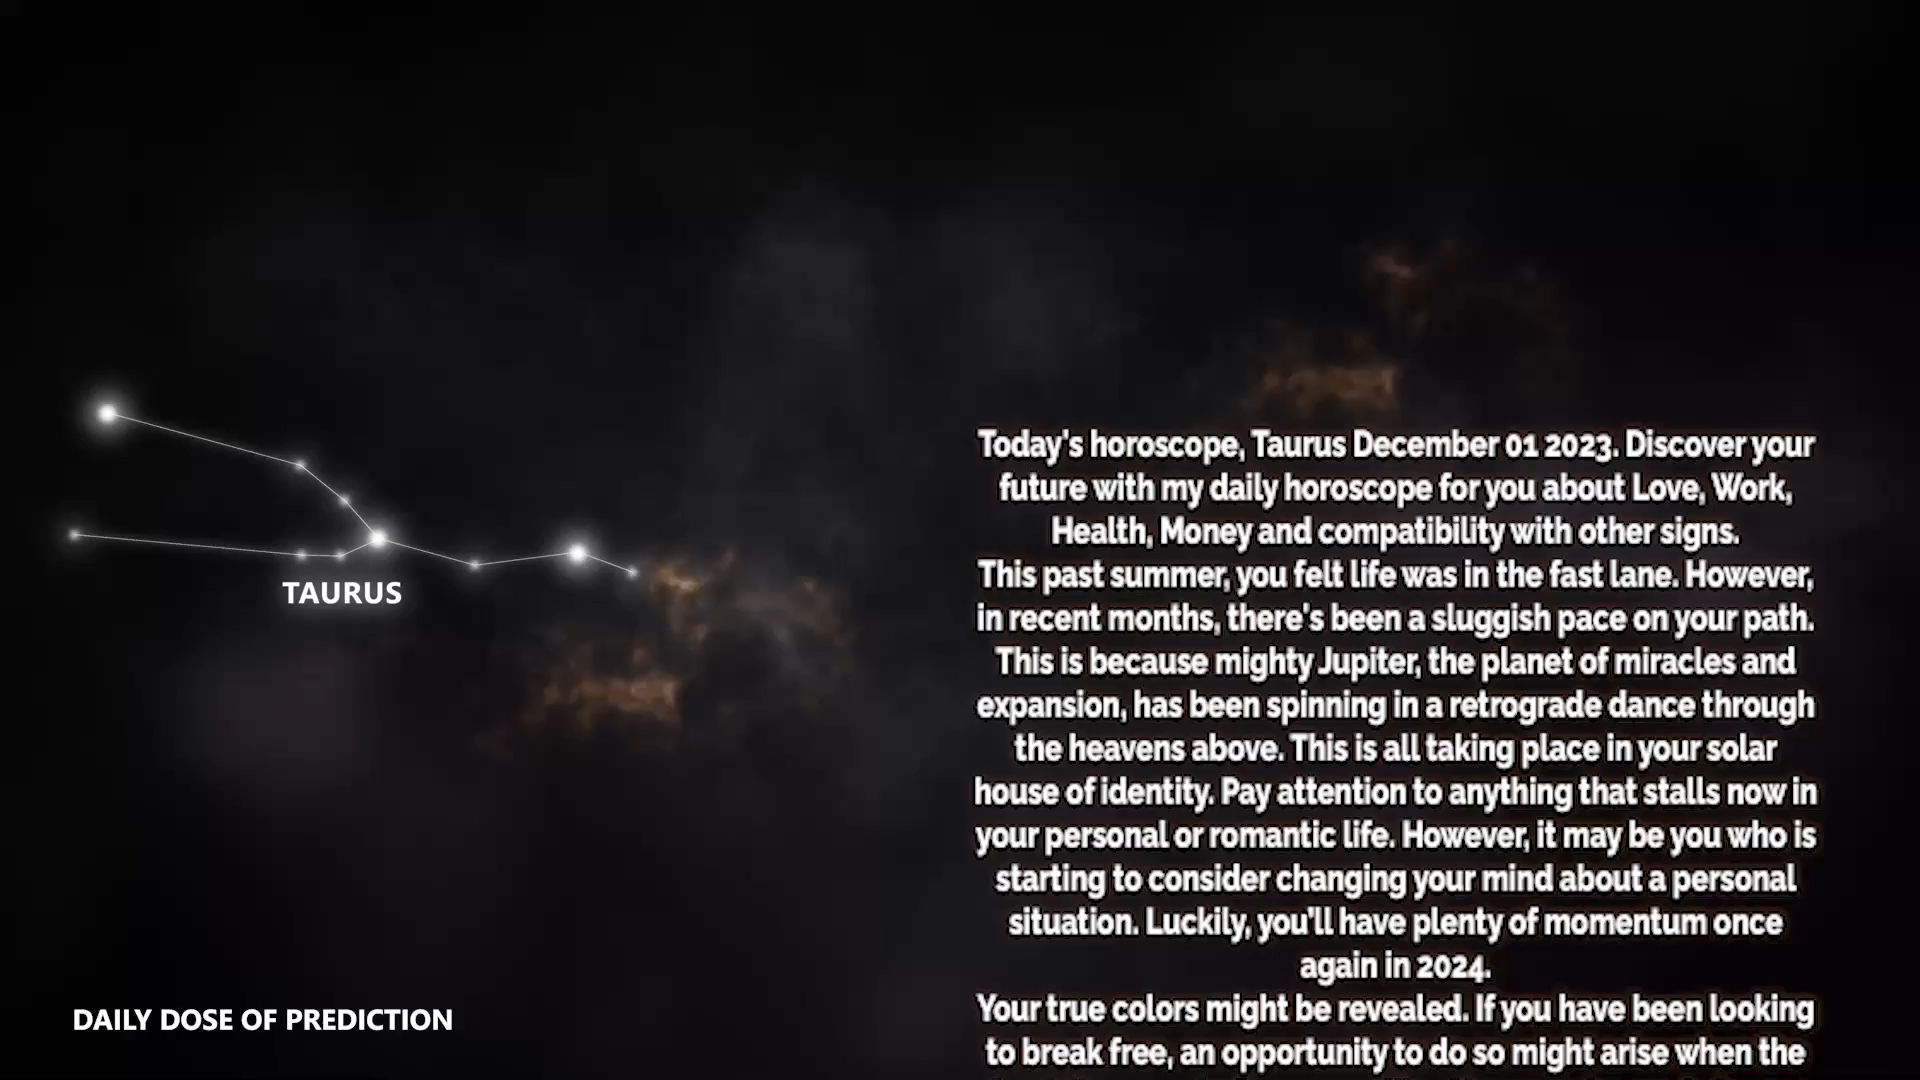 TAURUS
DAILY DOSE OF PREDICTION
Today's horoscope, Taurus December 01 2023. Discover your
future with my daily horoscope for you about Love, Work,
Health, Money and compatibility with other signs.
This past summer, you felt life was in the fast lane. However,
in recent months, there's been a sluggish pace on your path.
This is because mighty Jupiter, the planet of miracles and
expansion, has been spinning in a retrograde dance through
the heavens above. This is all taking place in your solar
house of identity. Pay attention to anything that stalls now in
your personal or romantic life. However, it may be you who is
starting to consider changing your mind about a personal
situation. Luckily, you'll have plenty of momentum once
again in 2024.
Your true colors might be revealed. If you have been looking
to break free, an opportunity to do so might arise when the